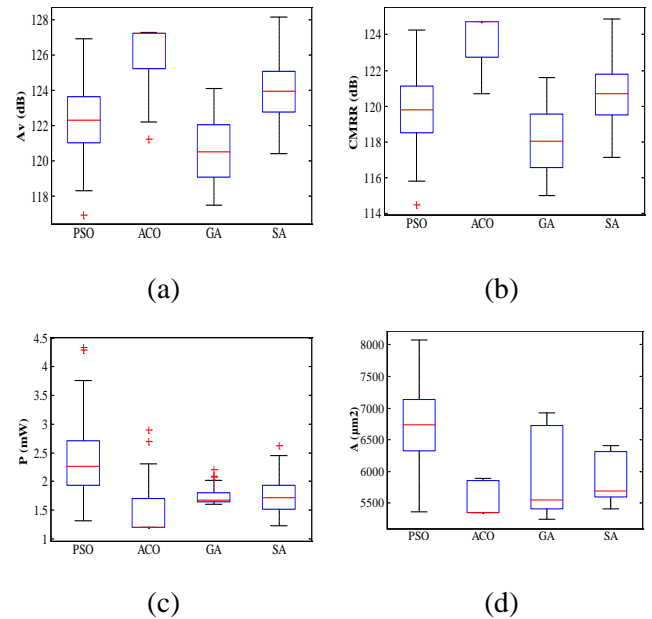 128
126
124
122
120
118
Av (dB)
PSO ACO GA SA
(a)
124
122
120
118
116
114
CMRR (dB)
PSO ACO GA SA
(b)
4.5
4
3.5
3
2.5
2
1.5
1
P (mW)
PSO ACO GA SA
(c)
8000
7500
7000
6500
6000
5500
A (µm2)
PSO ACO GA SA
(d)